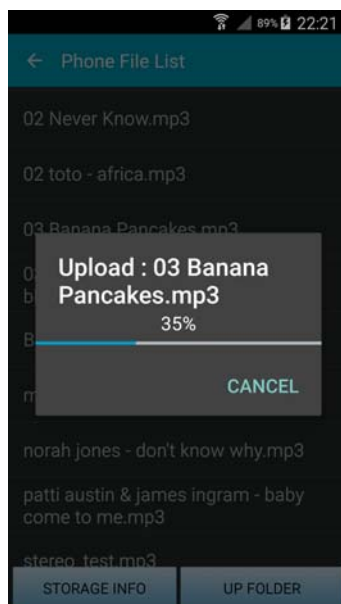 89% 22:21
Phone File List
02 Never Know.mp3
02 toto - africa.mp3
03 Banana Pancakes.mp3
Upload : 03 Banana
Pancakes.mp3
35%
CANCEL
norah jones - don't know why.mp3
patti austin & james ingram - baby
come to me.mp3
stereo_test.mp3
STORAGE INFO UP FOLDER